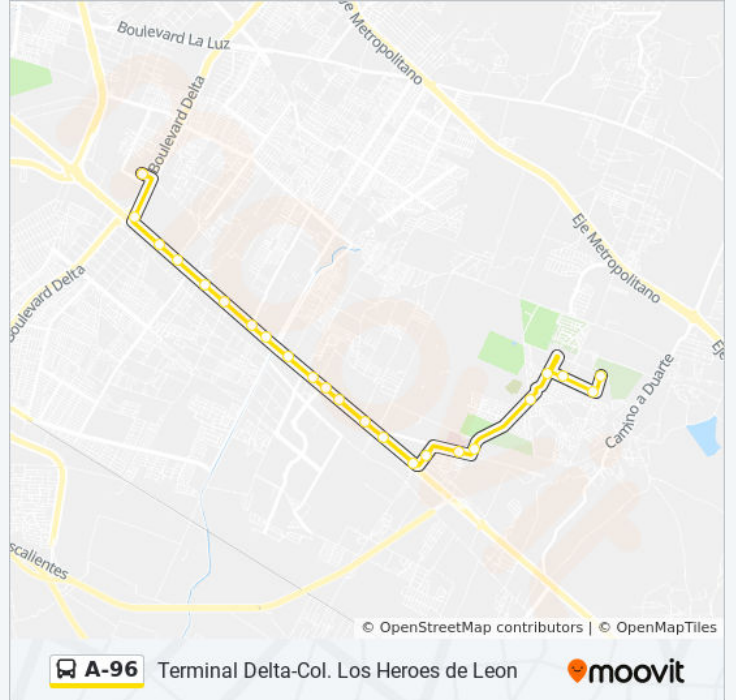 Boulevard La Luz
Eje Metropolitano
Boulevard Delta
Eje Metropolitano
Boulevard Delta
Eje
Camino a Duarte
scalientes
© OpenStreetMap contributors | © OpenMapTiles
A-96 Terminal Delta-Col. Los Heroes de Leon moovit